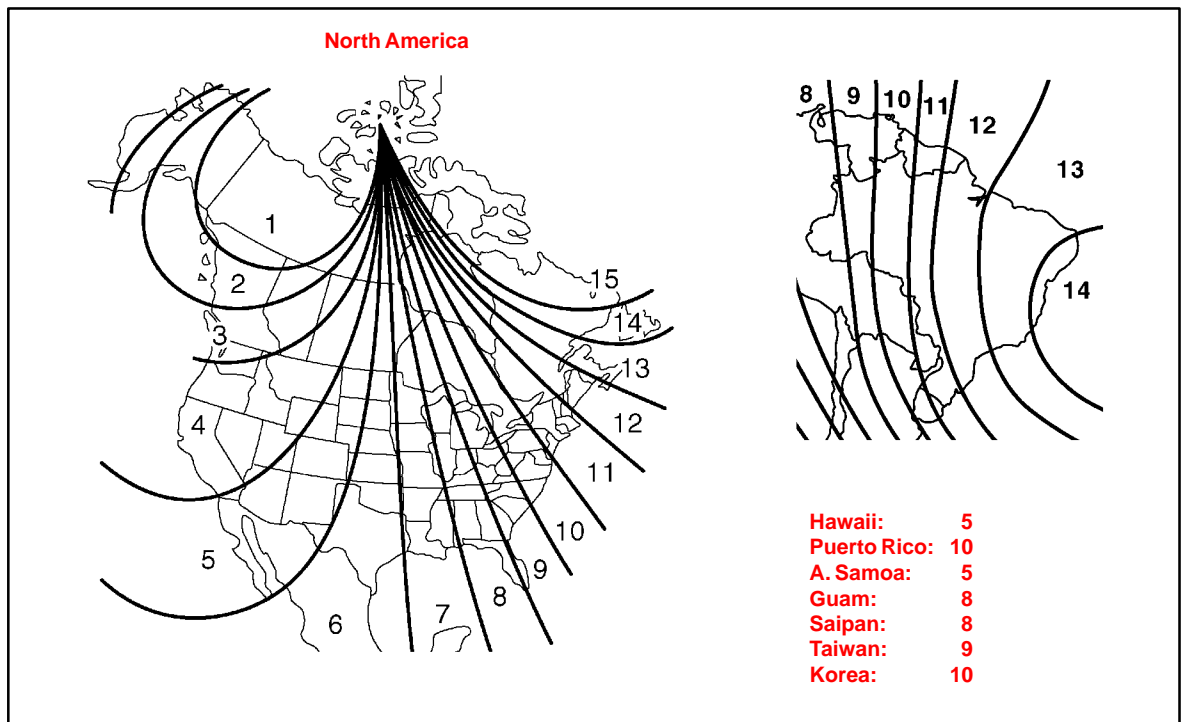 North America
1
2
3
4
5
6
7
8
9
10
11
12
13
14
15
8 9 10 11 12
13
14
Hawaii: 5
Puerto Rico: 10
A. Samoa: 5
Guam: 8
Saipan: 8
Taiwan: 9
Korea: 10